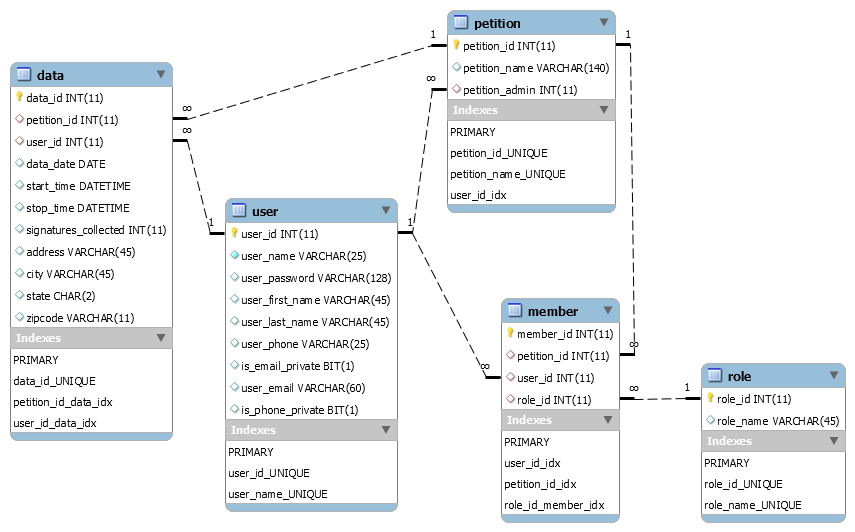 data
data_id INT(11)
petition_id INT(11)
user_id INT(11)
data_date DATE
start_time DATETIME
stop_time DATETIME
signatures_collected INT(11)
address VARCHAR(45)
city VARCHAR(45)
state CHAR(2)
zipcode VARCHAR(11)
Indexes
PRIMARY
data_id_UNIQUE
petition_id_data_idx
user_id_data_idx
∞
∞
1
user
user_id INT(11)
user_name VARCHAR(25)
user_password VARCHAR(128)
user_first_name VARCHAR(45)
user_last_name VARCHAR(45)
user_phone VARCHAR(25)
is_email_private BIT(1)
user_email VARCHAR(60)
is_phone_private BIT(1)
Indexes
PRIMARY
user_id_UNIQUE
user_name_UNIQUE
1
1
∞
petition
petition_id INT(11)
petition_name VARCHAR(140)
petition_admin INT(11)
Indexes
PRIMARY
petition_id_UNIQUE
petition_name_UNIQUE
user_id_idx
1
∞
member
member_id INT(11)
petition_id INT(11)
user_id INT(11)
role_id INT(11)
Indexes
PRIMARY
user_id_idx
petition_id_idx
role_id_member_idx
∞
∞
1
role
role_id INT(11)
role_name VARCHAR(45)
Indexes
PRIMARY
role_id_UNIQUE
role_name_UNIQUE